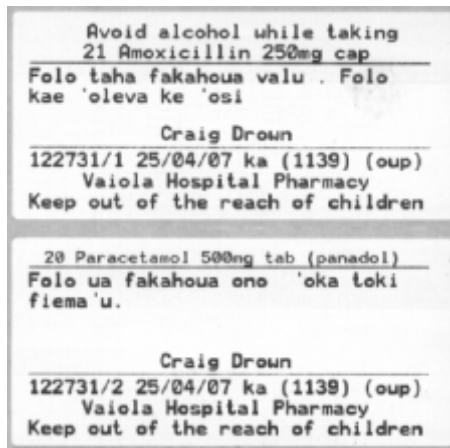 Avoid alcohol while taking
21 Amoxicillin 250mg cap
Folo taha fakahoua valu . Folo
kae 'oleva ke 'osi
Craig Drown
122731/1 25/04/07 ka (1139) (oup)
Vaiola Hospital Pharmacy
Keep out of the reach of children
20 Paracetamol 500mg tab (panadol)
Folo ua fakahoua ono 'oka toki
fiema'u.
Craig Drown
122731/2 25/04/07 ka (1139) (oup)
Vaiola Hospital Pharmacy
Keep out of the reach of children